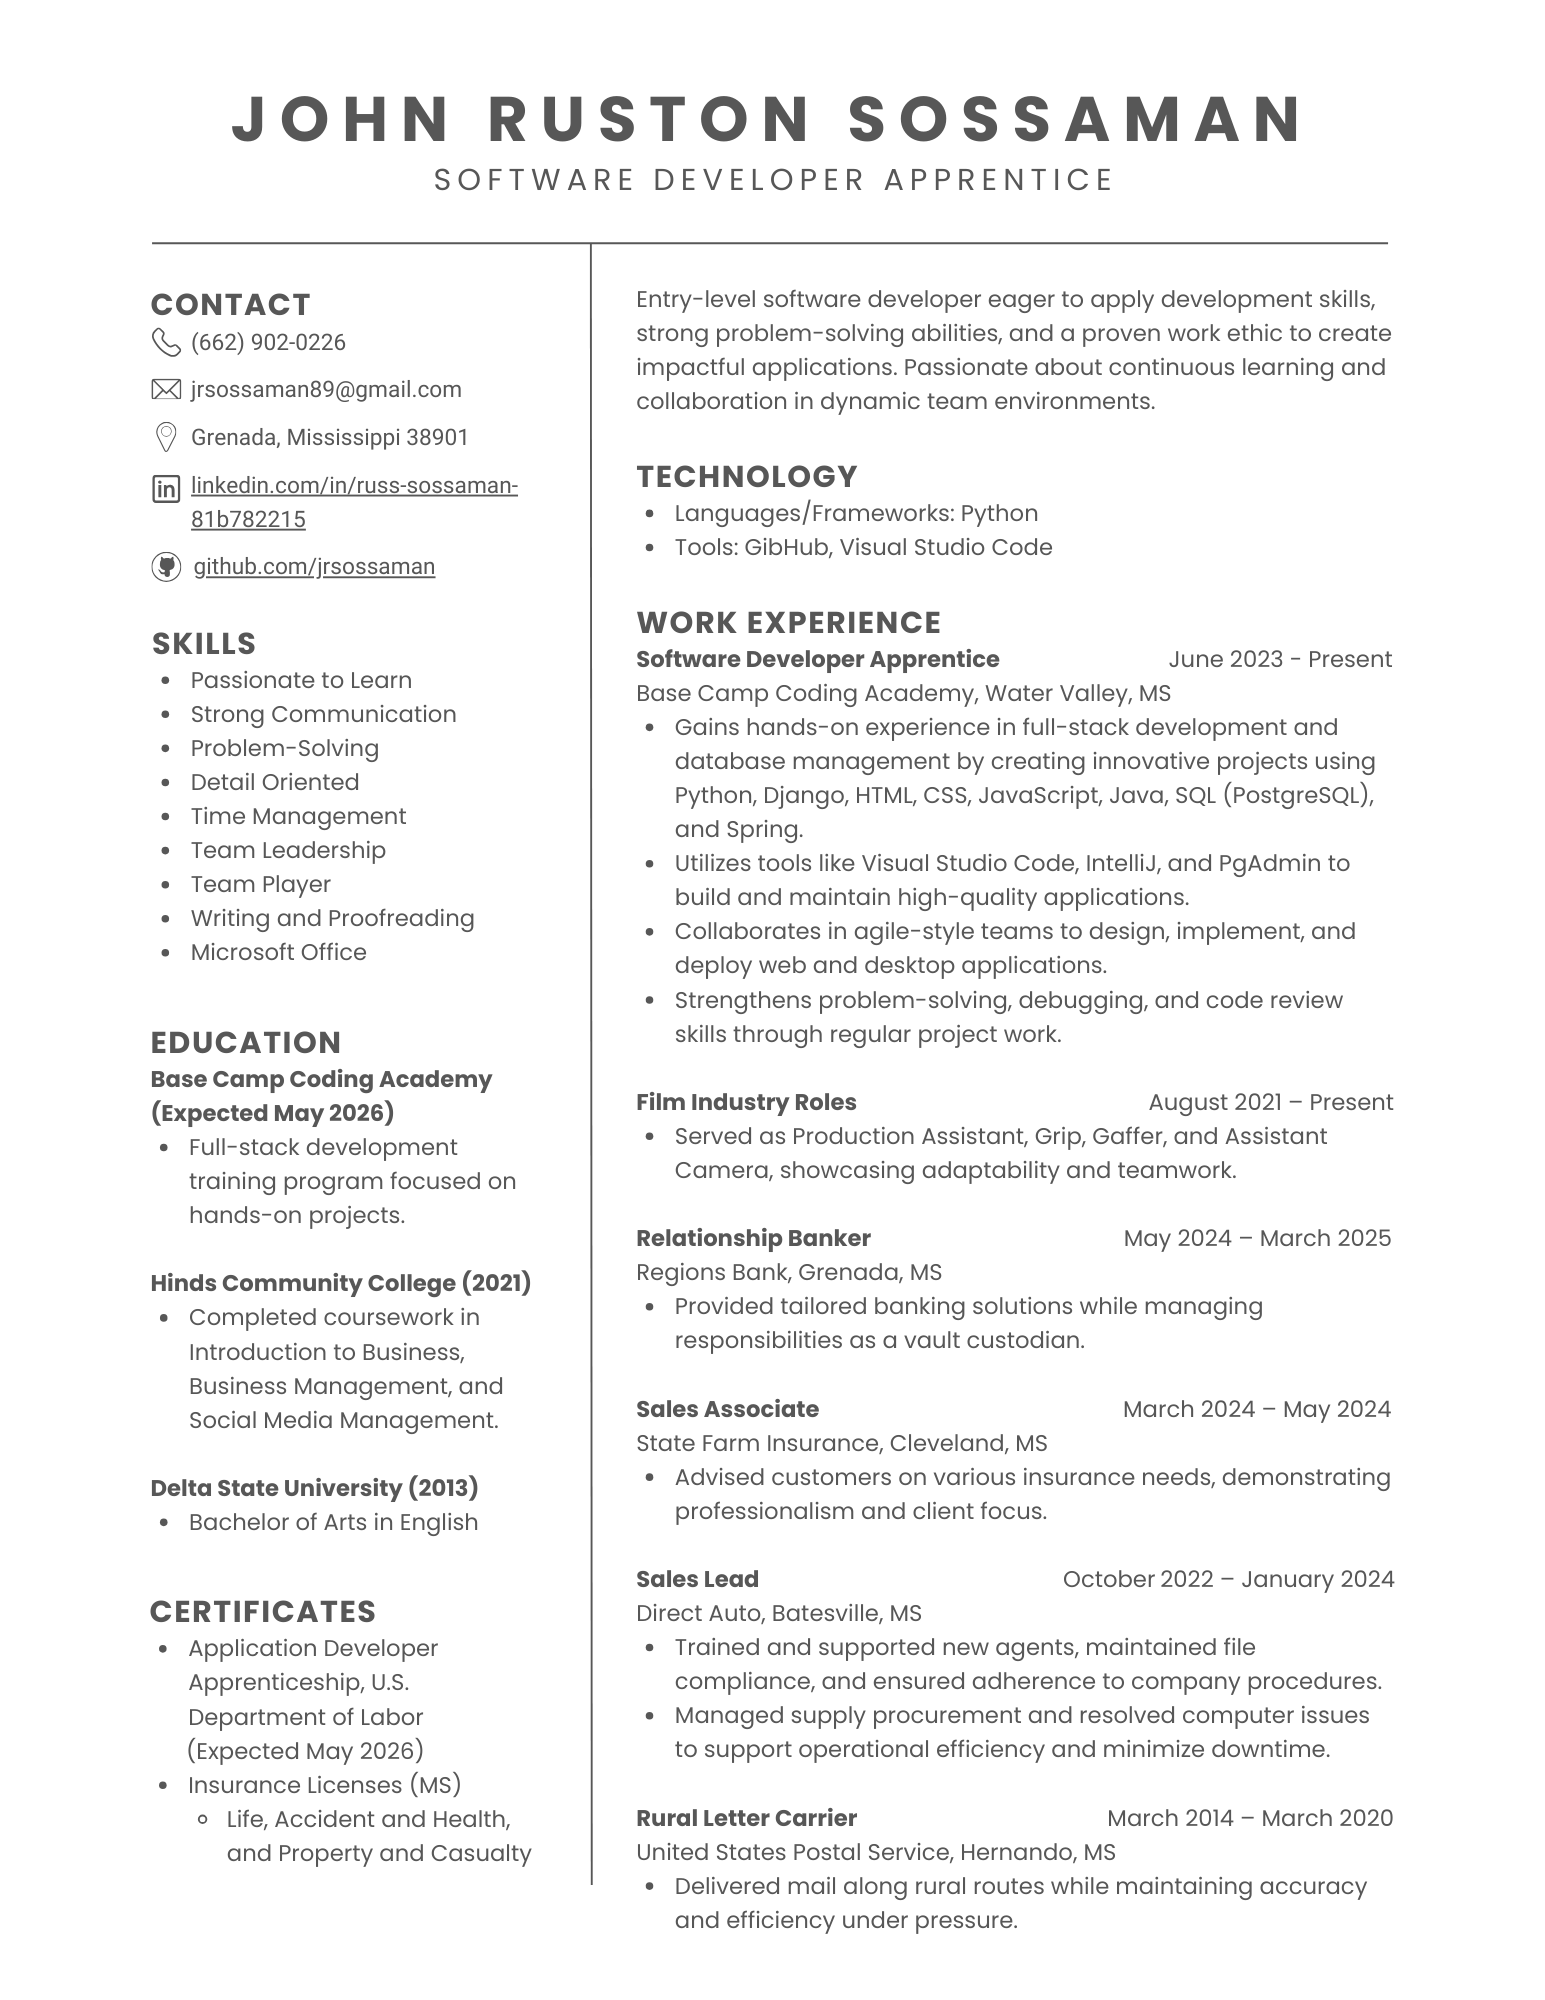 JOHN RUSTON SOSSAMAN
SOFTWARE DEVELOPER APPRENTICE
CONTACT
(662) 902-0226
jrsossaman89@gmail.com
Grenada, Mississippi 38901
linkedin.com/in/russ-sossaman-
81b782215
github.com/jrsossaman
SKILLS
• Passionate to Learn
• Strong Communication
• Problem-Solving
• Detail Oriented
• Time Management
• Team Leadership
• Team Player
• Writing and Proofreading
• Microsoft Office
EDUCATION
Base Camp Coding Academy
(Expected May 2026)
• Full-stack development
training program focused on
hands-on projects.
Hinds Community College (2021)
• Completed coursework in
Introduction to Business,
Business Management, and
Social Media Management.
Delta State University (2013)
• Bachelor of Arts in English
CERTIFICATES
• Application Developer
Apprenticeship, U.S.
Department of Labor
(Expected May 2026)
• Insurance Licenses (MS)
◦ Life, Accident and Health,
and Property and Casualty
Entry-level software developer eager to apply development skills,
strong problem-solving abilities, and a proven work ethic to create
impactful applications. Passionate about continuous learning and
collaboration in dynamic team environments.
TECHNOLOGY
• Languages/Frameworks: Python
• Tools: GibHub, Visual Studio Code
WORK EXPERIENCE
Software Developer Apprentice June 2023 - Present
Base Camp Coding Academy, Water Valley, MS
• Gains hands-on experience in full-stack development and
database management by creating innovative projects using
Python, Django, HTML, CSS, JavaScript, Java, SQL (PostgreSQL),
and Spring.
• Utilizes tools like Visual Studio Code, IntelliJ, and PgAdmin to
build and maintain high-quality applications.
• Collaborates in agile-style teams to design, implement, and
deploy web and desktop applications.
• Strengthens problem-solving, debugging, and code review
skills through regular project work.
Film Industry Roles August 2021 – Present
• Served as Production Assistant, Grip, Gaffer, and Assistant
Camera, showcasing adaptability and teamwork.
Relationship Banker May 2024 – March 2025
Regions Bank, Grenada, MS
• Provided tailored banking solutions while managing
responsibilities as a vault custodian.
Sales Associate March 2024 – May 2024
State Farm Insurance, Cleveland, MS
• Advised customers on various insurance needs, demonstrating
professionalism and client focus.
Sales Lead October 2022 – January 2024
Direct Auto, Batesville, MS
• Trained and supported new agents, maintained file
compliance, and ensured adherence to company procedures.
• Managed supply procurement and resolved computer issues
to support operational efficiency and minimize downtime.
Rural Letter Carrier March 2014 – March 2020
United States Postal Service, Hernando, MS
• Delivered mail along rural routes while maintaining accuracy
and efficiency under pressure.